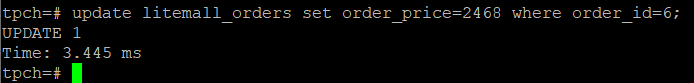 tpch=# update litemall_orders set order_price=2468 where order_id=6;
UPDATE 1
Time: 3.445 ms
tpch=#